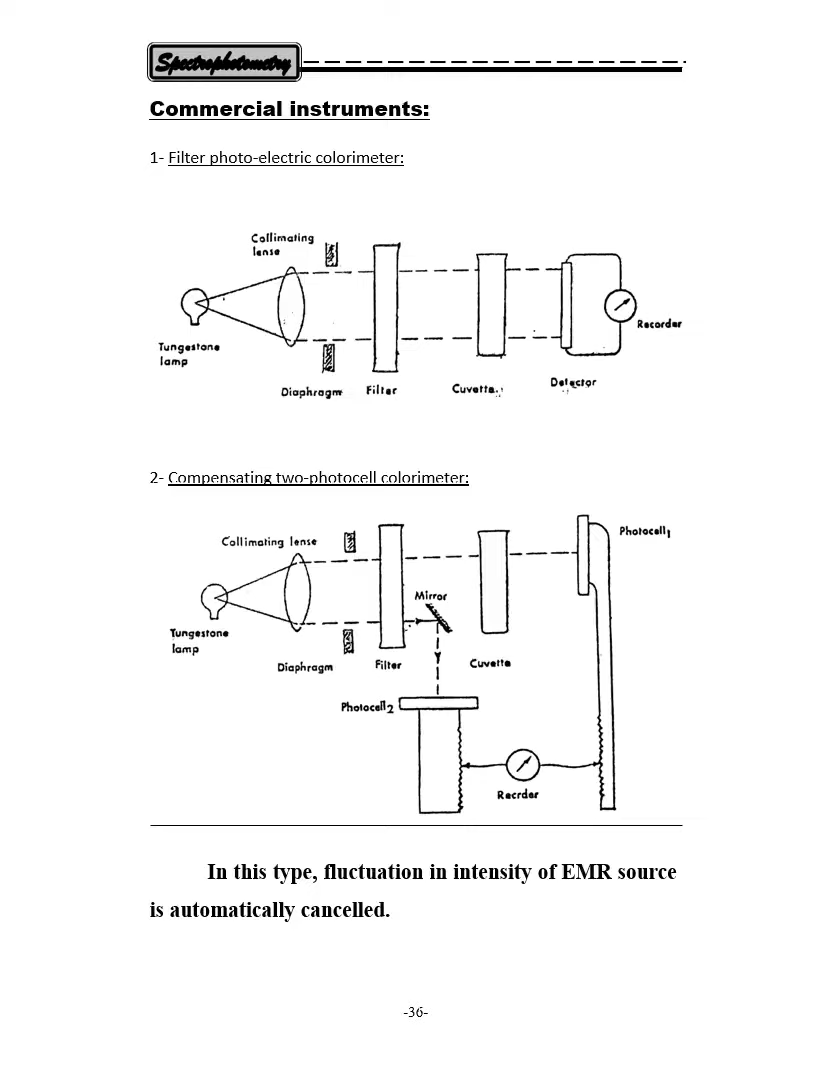 Spectrophotometry
Commercial instruments:
1- Filter photo-electric colorimeter:
Collimating
lense
Recorder
Tungestone
lamp
Diaphragm
Filter
Cuvette
Detector
2- Compensating two-photocell colorimeter:
Photocell1
Collimating lense
Mirror
Tungestone
lamp
Diaphragm
Filter
Cuvette
Photocell2
Recrder
In this type, fluctuation in intensity of EMR source
is automatically cancelled.
-36-